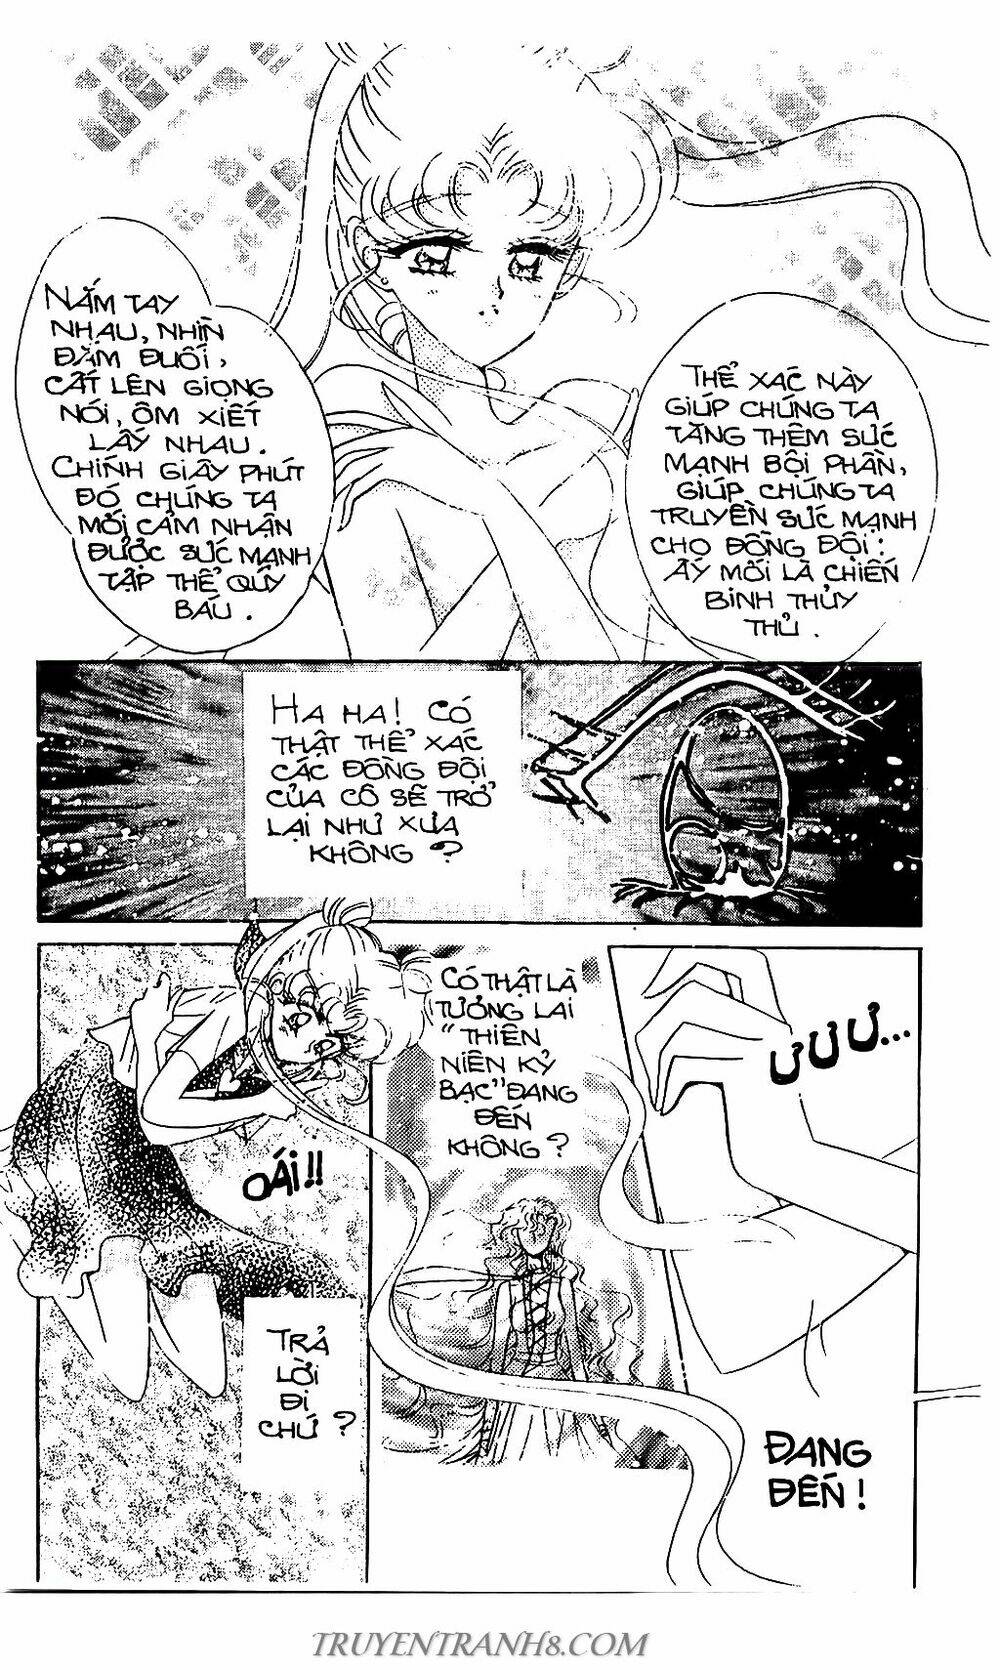 NẮM TAY
NHAU, NHÌN
ĐẮM ĐUỐI,
CẤT LÊN GIỌNG
NÓI, ÔM XIẾT
LẤY NHAU.
CHÍNH GIÂY PHÚT
ĐÓ CHÚNG TA
MỚI CẢM NHẬN
ĐƯỢC SỨC MẠNH
TẬP THỂ QÚY
BÁU.
THỂ XÁC NÀY
GIÚP CHÚNG TA
TĂNG THÊM SỨC
MẠNH BỘI PHẦN,
GIÚP CHÚNG TA
TRUYỀN SỨC MẠNH
CHO ĐỒNG ĐỘI:
ẤY MỚI LÀ CHIẾN
BINH THỦY
THỦ.
HA HA! CÓ
THẬT THỂ XÁC
CÁC ĐỒNG ĐỘI
CỦA CÔ SẼ TRỞ
LẠI NHƯ XƯA
KHÔNG?
OÁI!!
TRẢ
LỜI
ĐI
CHỨ?
CÓ THẬT LÀ
TƯƠNG LAI
"THIÊN
NIÊN KỶ
BẠC" ĐANG
ĐẾN
KHÔNG?
ƯƯƯ...
ĐANG
ĐẾN!
TRUYENTRANH8.COM